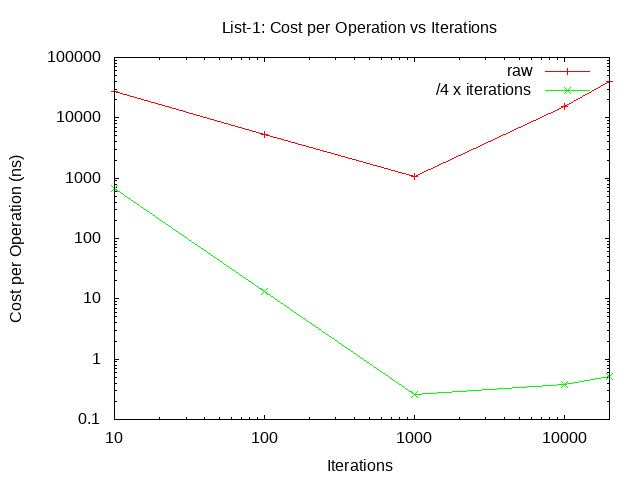 List-1: Cost per Operation vs Iterations
100000
10000
1000
100
10
1
0.1
Cost per Operation (ns)
raw
/4 x iterations
10 100 1000 10000
Iterations